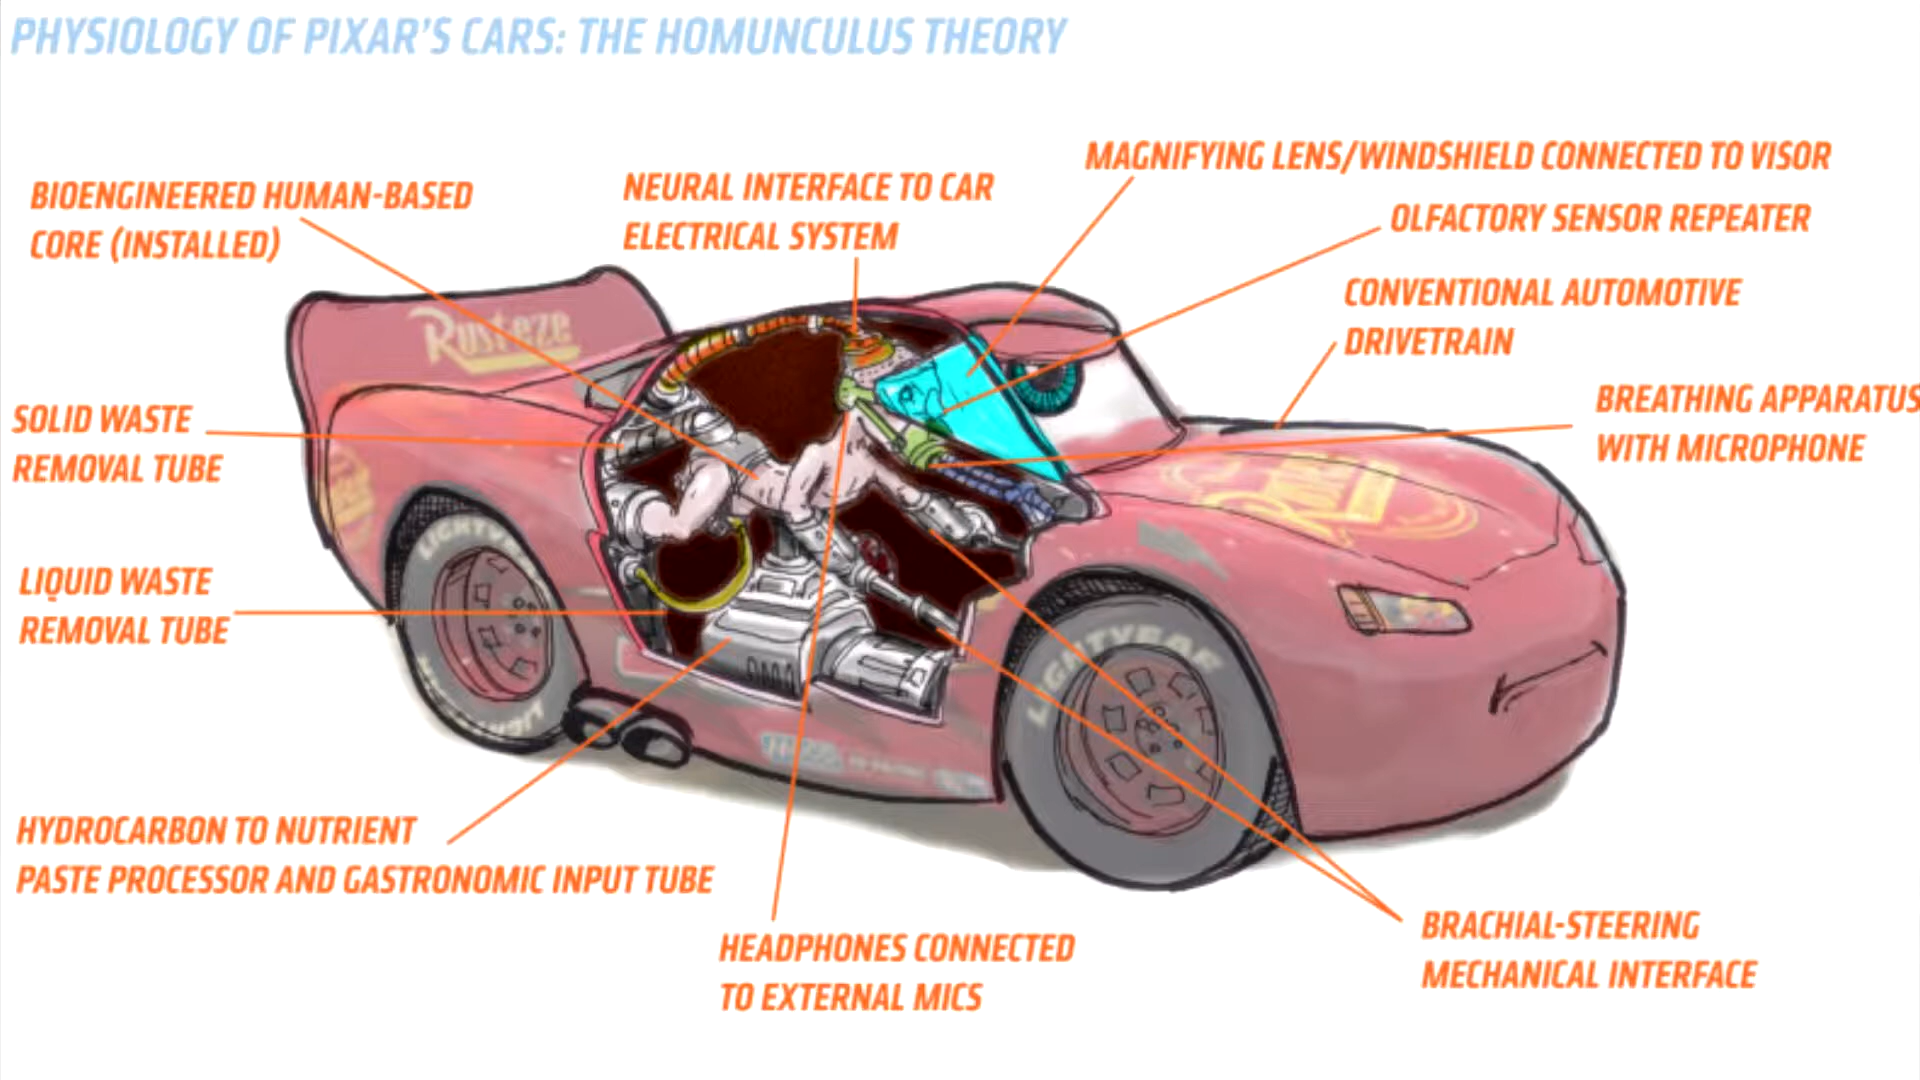 PHYSIOLOGY OF PIXAR'S CARS: THE HOMUNCULUS THEORY
MAGNIFYING LENS/WINDSHIELD CONNECTED TO VISOR
BIOENGINEERED HUMAN-BASED
CORE (INSTALLED)
NEURAL INTERFACE TO CAR
ELECTRICAL SYSTEM
OLFACTORY SENSOR REPEATER
CONVENTIONAL AUTOMOTIVE
DRIVETRAIN
Rusteze
BREATHING APPARATUS
WITH MICROPHONE
SOLID WASTE
REMOVAL TUBE
LIQUID WASTE
REMOVAL TUBE
LIGHTYEAR
HYDROCARBON TO NUTRIENT
PASTE PROCESSOR AND GASTRONOMIC INPUT TUBE
HEADPHONES CONNECTED
TO EXTERNAL MICS
BRACHIAL-STEERING
MECHANICAL INTERFACE